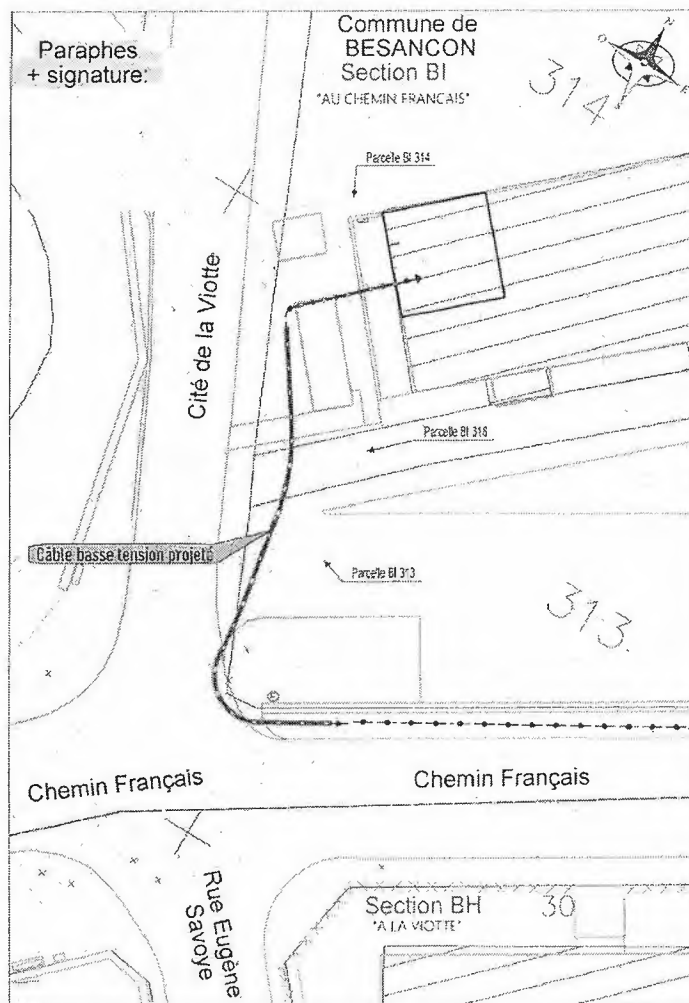 Paraphes
+ signature:
Commune de
BESANCON
Section BI
"AU CHEMIN FRANCAIS"
N
O
E
S
314
Parcelle BI 314
Cité de la Viotte
Parcelle BI 318
Câble basse tension projeté
Parcelle BI 313
313
Chemin Français
Chemin Français
Rue Eugène
Savoye
Section BH
30
"A LA VIOTTE"